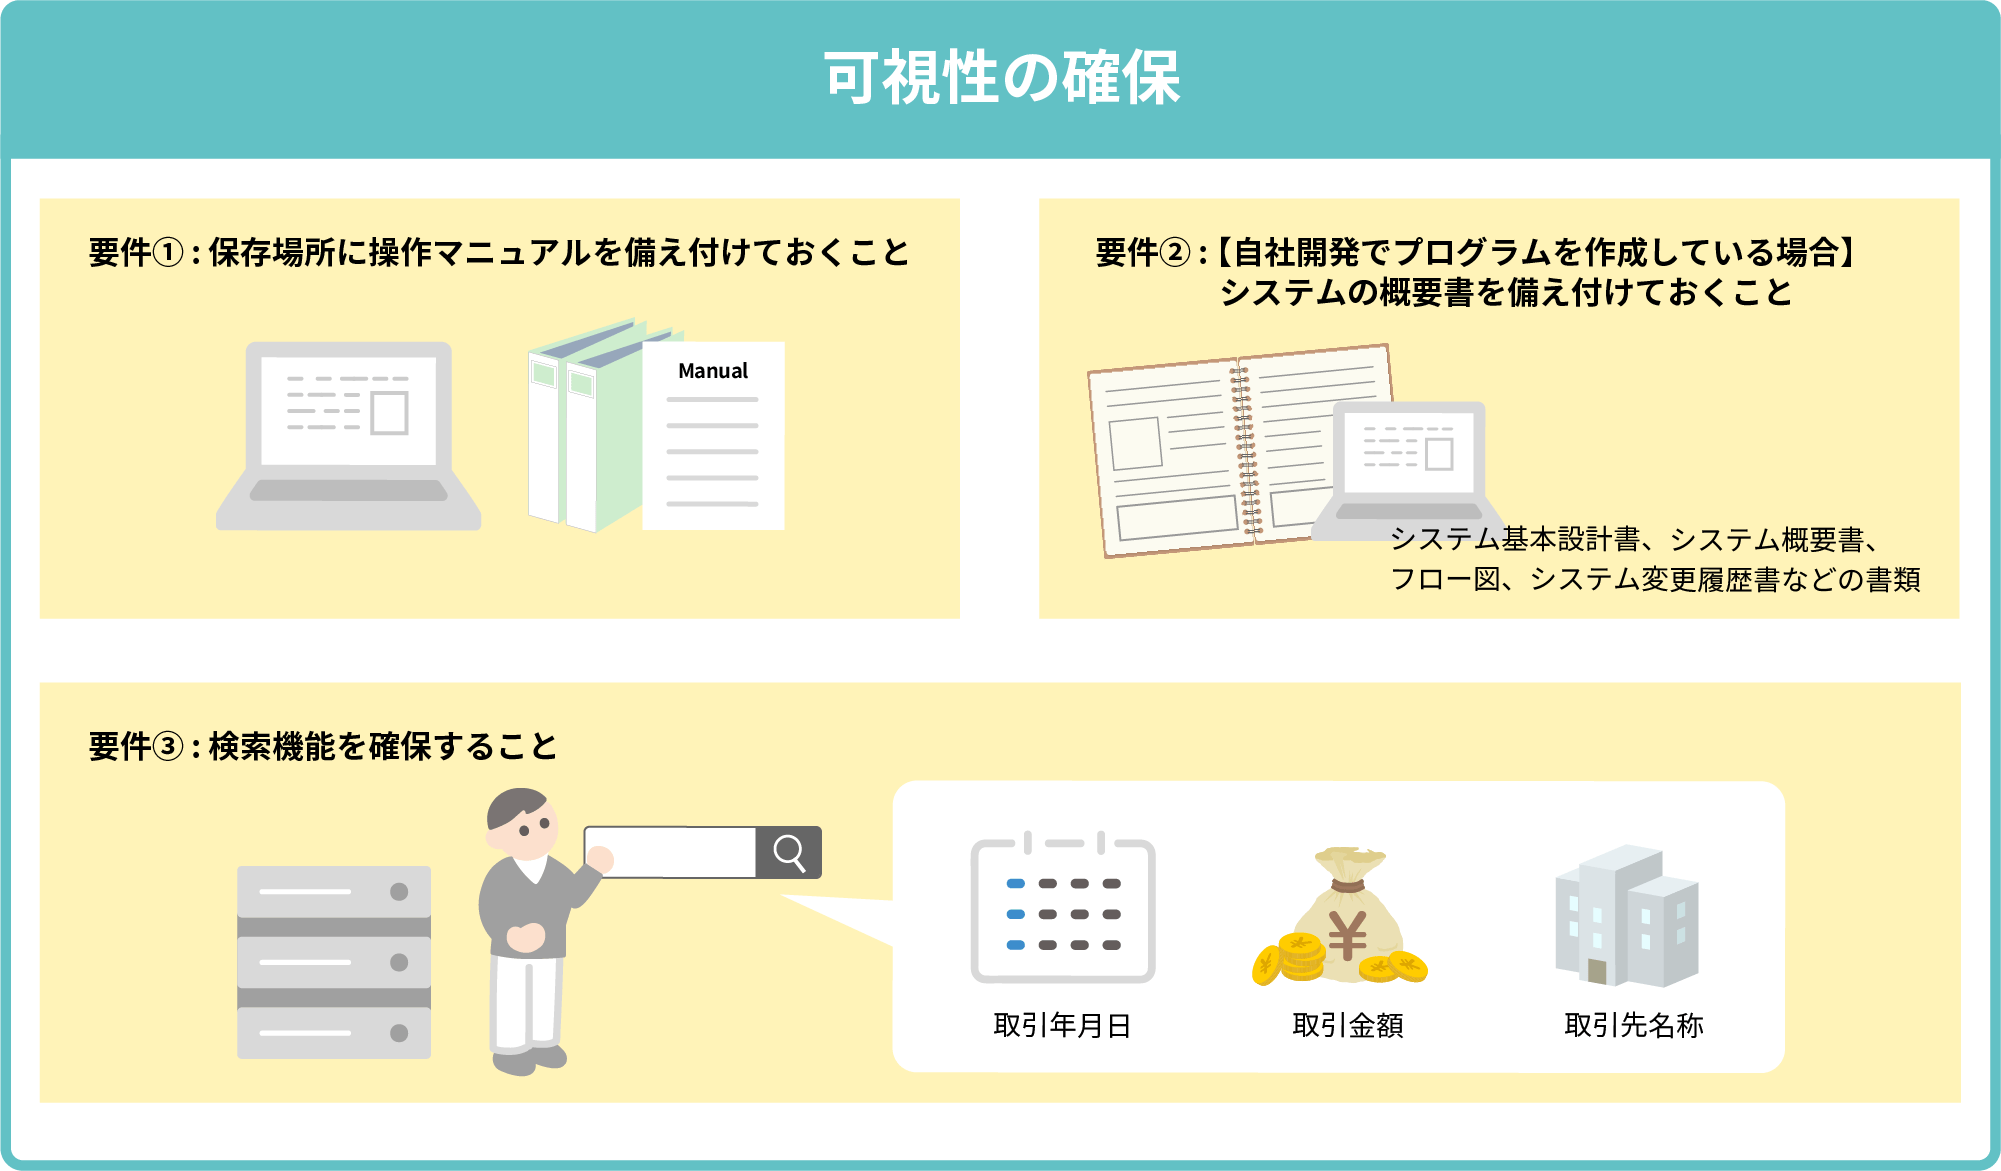 可視性の確保
要件①：保存場所に操作マニュアルを備え付けておくこと
Manual
要件②：【自社開発でプログラムを作成している場合】
システムの概要書を備え付けておくこと
システム基本設計書、システム概要書、
フロー図、システム変更履歴書などの書類
要件③：検索機能を確保すること
¥
取引年月日
取引金額
取引先名称